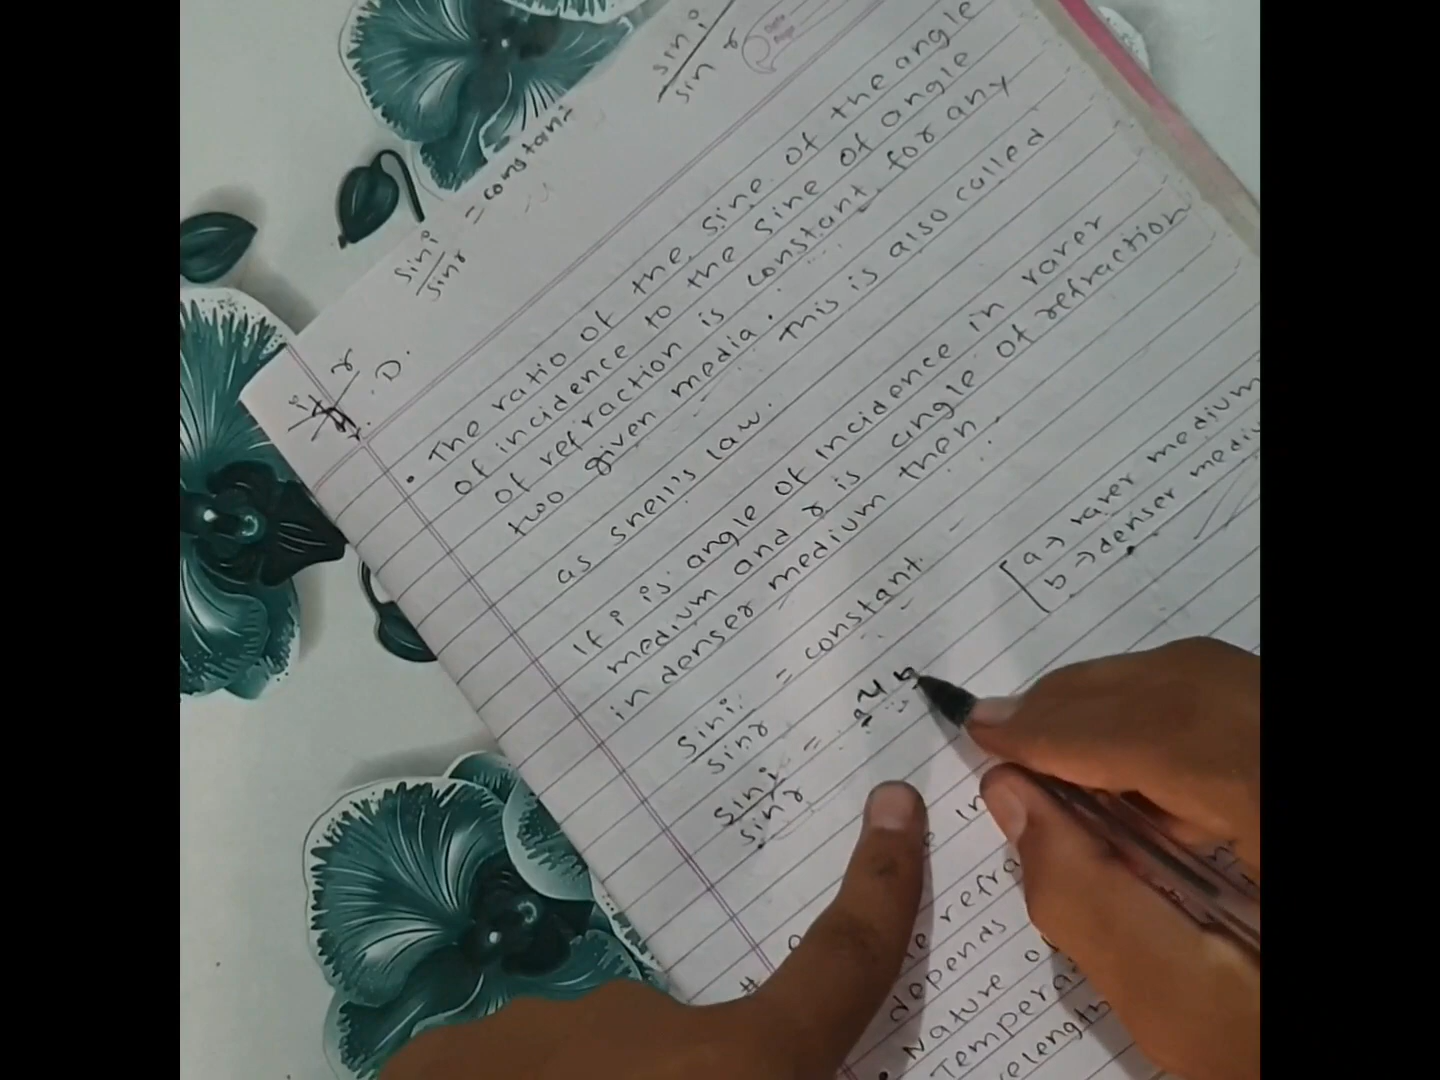 sin i
sin r
sin i
sin r
= constant
i
r
D.
• The ratio of the sine of the angle
of incidence to the sine of angle
of refraction is constant for any
two given media. This is also called
as snell's law.
If i is angle of incidence in rarer
medium and r is angle of refraction
in denser medium then.
sin i
sin r
= constant.
[a → rarer medium
b → denser
sin i
sin r
= aμb
#
depends
• Nature